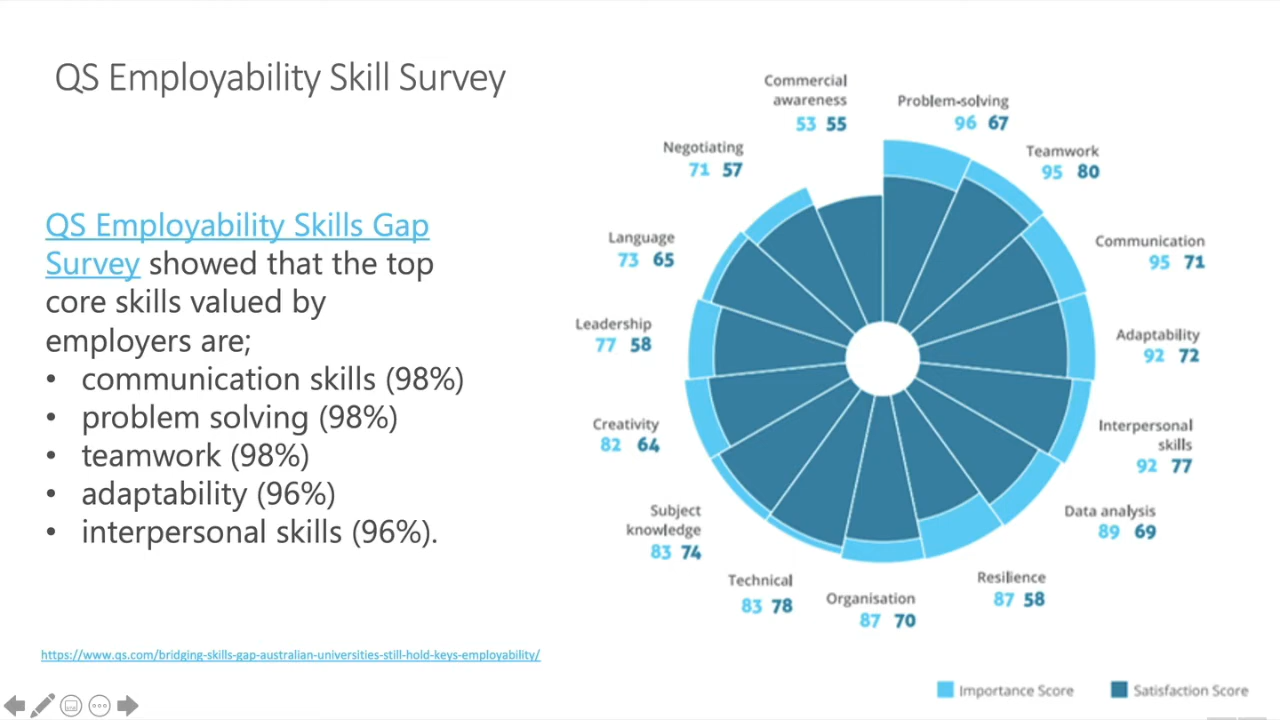 QS Employability Skill Survey
QS Employability Skills Gap
Survey showed that the top
core skills valued by
employers are;
• communication skills (98%)
• problem solving (98%)
• teamwork (98%)
• adaptability (96%)
• interpersonal skills (96%).
https://www.qs.com/bridging-skills-gap-australian-universities-still-hold-keys-employability/
Commercial
awareness
53 55
Problem-solving
96 67
Teamwork
95 80
Communication
95 71
Adaptability
92 72
Interpersonal
skills
92 77
Data analysis
89 69
Resilience
87 58
Organisation
87 70
Technical
83 78
Subject
knowledge
83 74
Creativity
82 64
Leadership
77 58
Language
73 65
Negotiating
71 57
Importance Score
Satisfaction Score